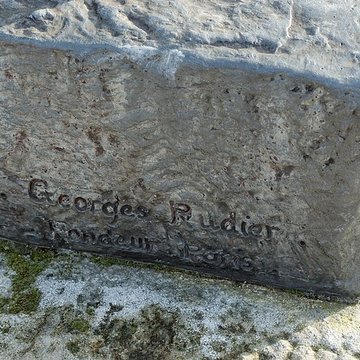 Georges Rudier
Fondeur Paris